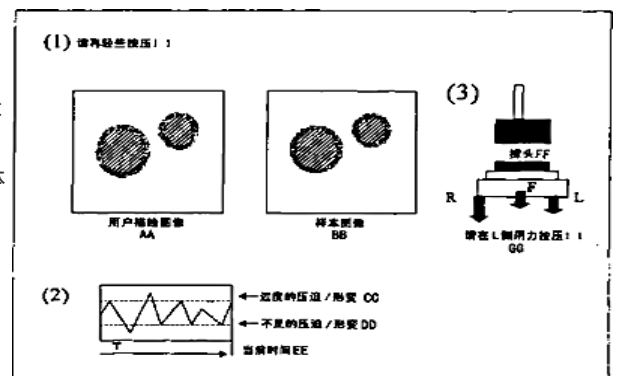 (1) 请再轻些按压!!
(3)
探头FF
用户描绘图像
AA
样本图像
BB
R
F
L
请在L侧用力按压!!
GG
(2)
过度的压迫/形变 CC
不足的压迫/形变 DD
T
当前时间EE